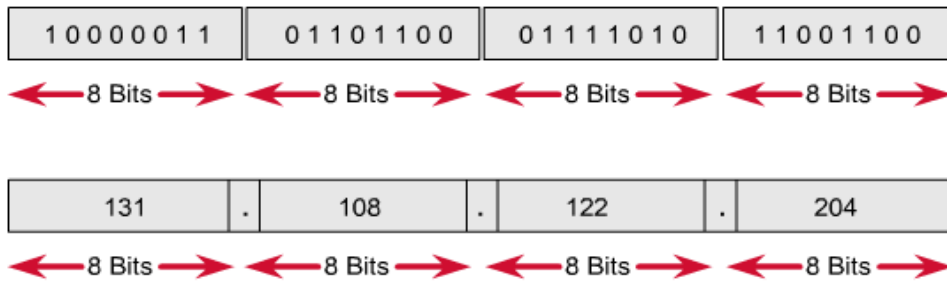 1 0 0 0 0 0 1 1 0 1 1 0 1 1 0 0 0 1 1 1 1 0 1 0 1 1 0 0 1 1 0 0
8 Bits 8 Bits 8 Bits 8 Bits
131 . 108 . 122 . 204
8 Bits 8 Bits 8 Bits 8 Bits